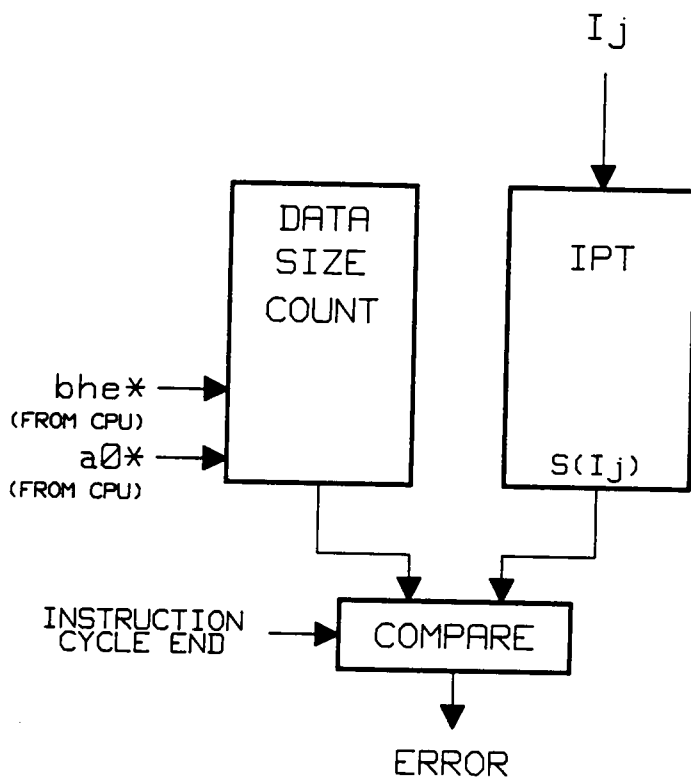 Ij
DATA
SIZE
COUNT
IPT
bhe*
(FROM CPU)
a0*
(FROM CPU)
S(Ij)
INSTRUCTION
CYCLE END
COMPARE
ERROR